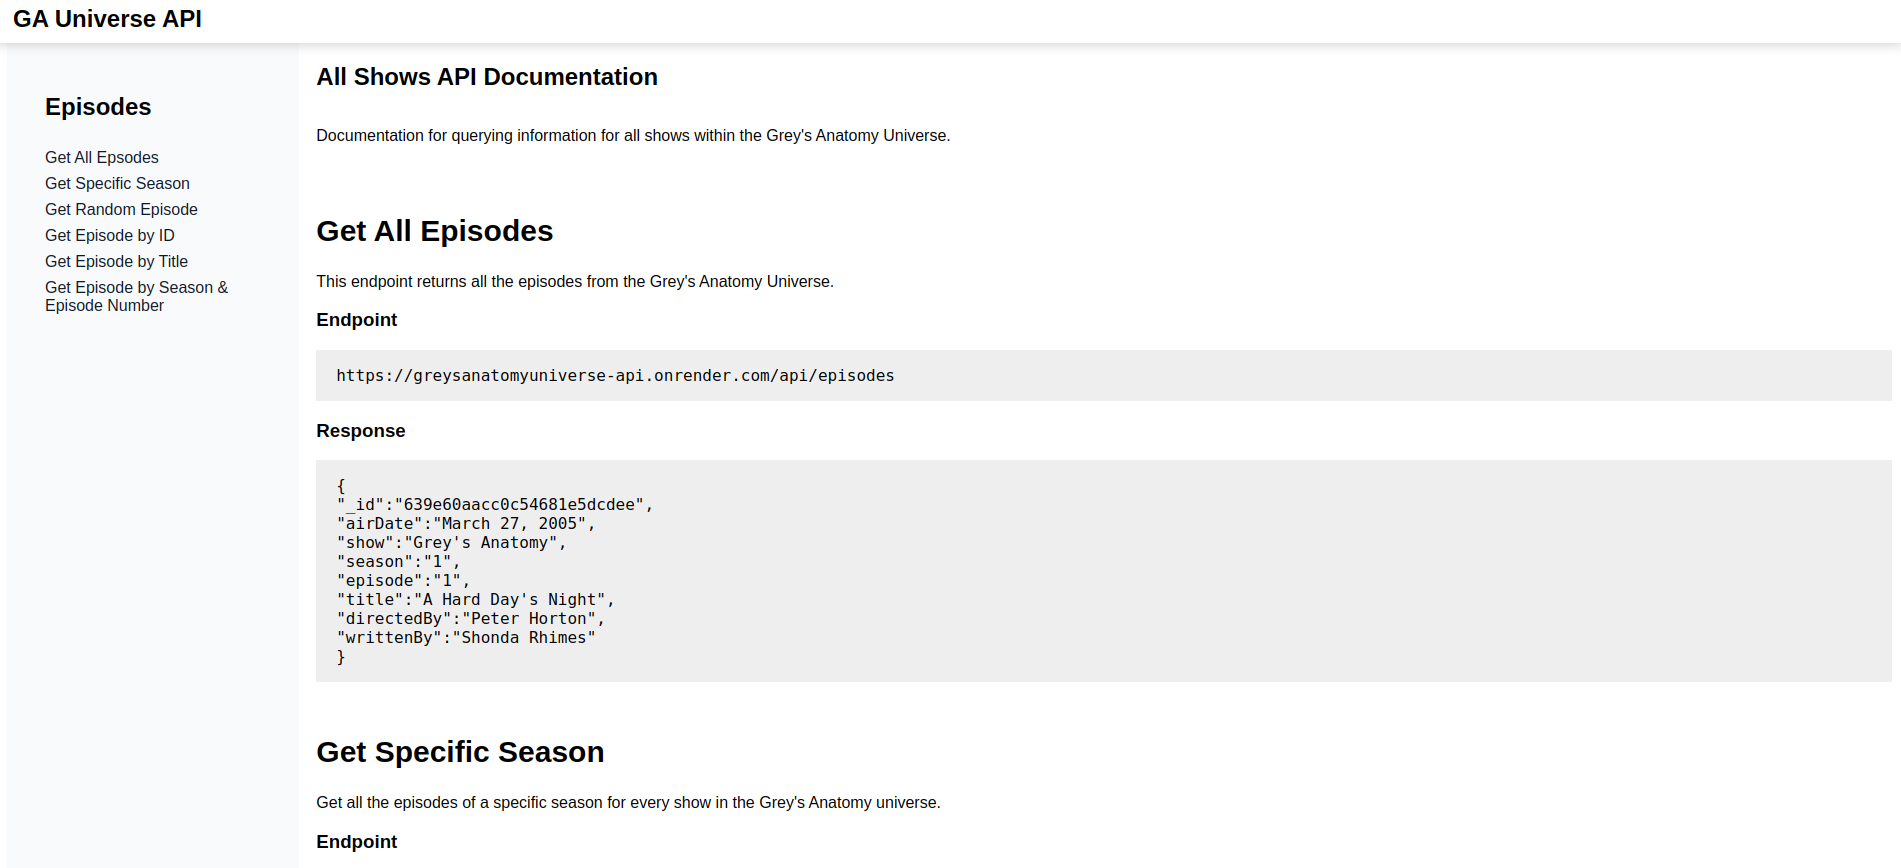 GA Universe API
Episodes
Get All Epsodes
Get Specific Season
Get Random Episode
Get Episode by ID
Get Episode by Title
Get Episode by Season &
Episode Number
All Shows API Documentation
Documentation for querying information for all shows within the Grey's Anatomy Universe.
Get All Episodes
This endpoint returns all the episodes from the Grey's Anatomy Universe.
Endpoint
https://greysanatomyuniverse-api.onrender.com/api/episodes
Response
{
"_id":"639e60aacc0c54681e5dcdee",
"airDate":"March 27, 2005",
"show":"Grey's Anatomy",
"season":"1",
"episode":"1",
"title":"A Hard Day's Night",
"directedBy":"Peter Horton",
"writtenBy":"Shonda Rhimes"
}
Get Specific Season
Get all the episodes of a specific season for every show in the Grey's Anatomy universe.
Endpoint